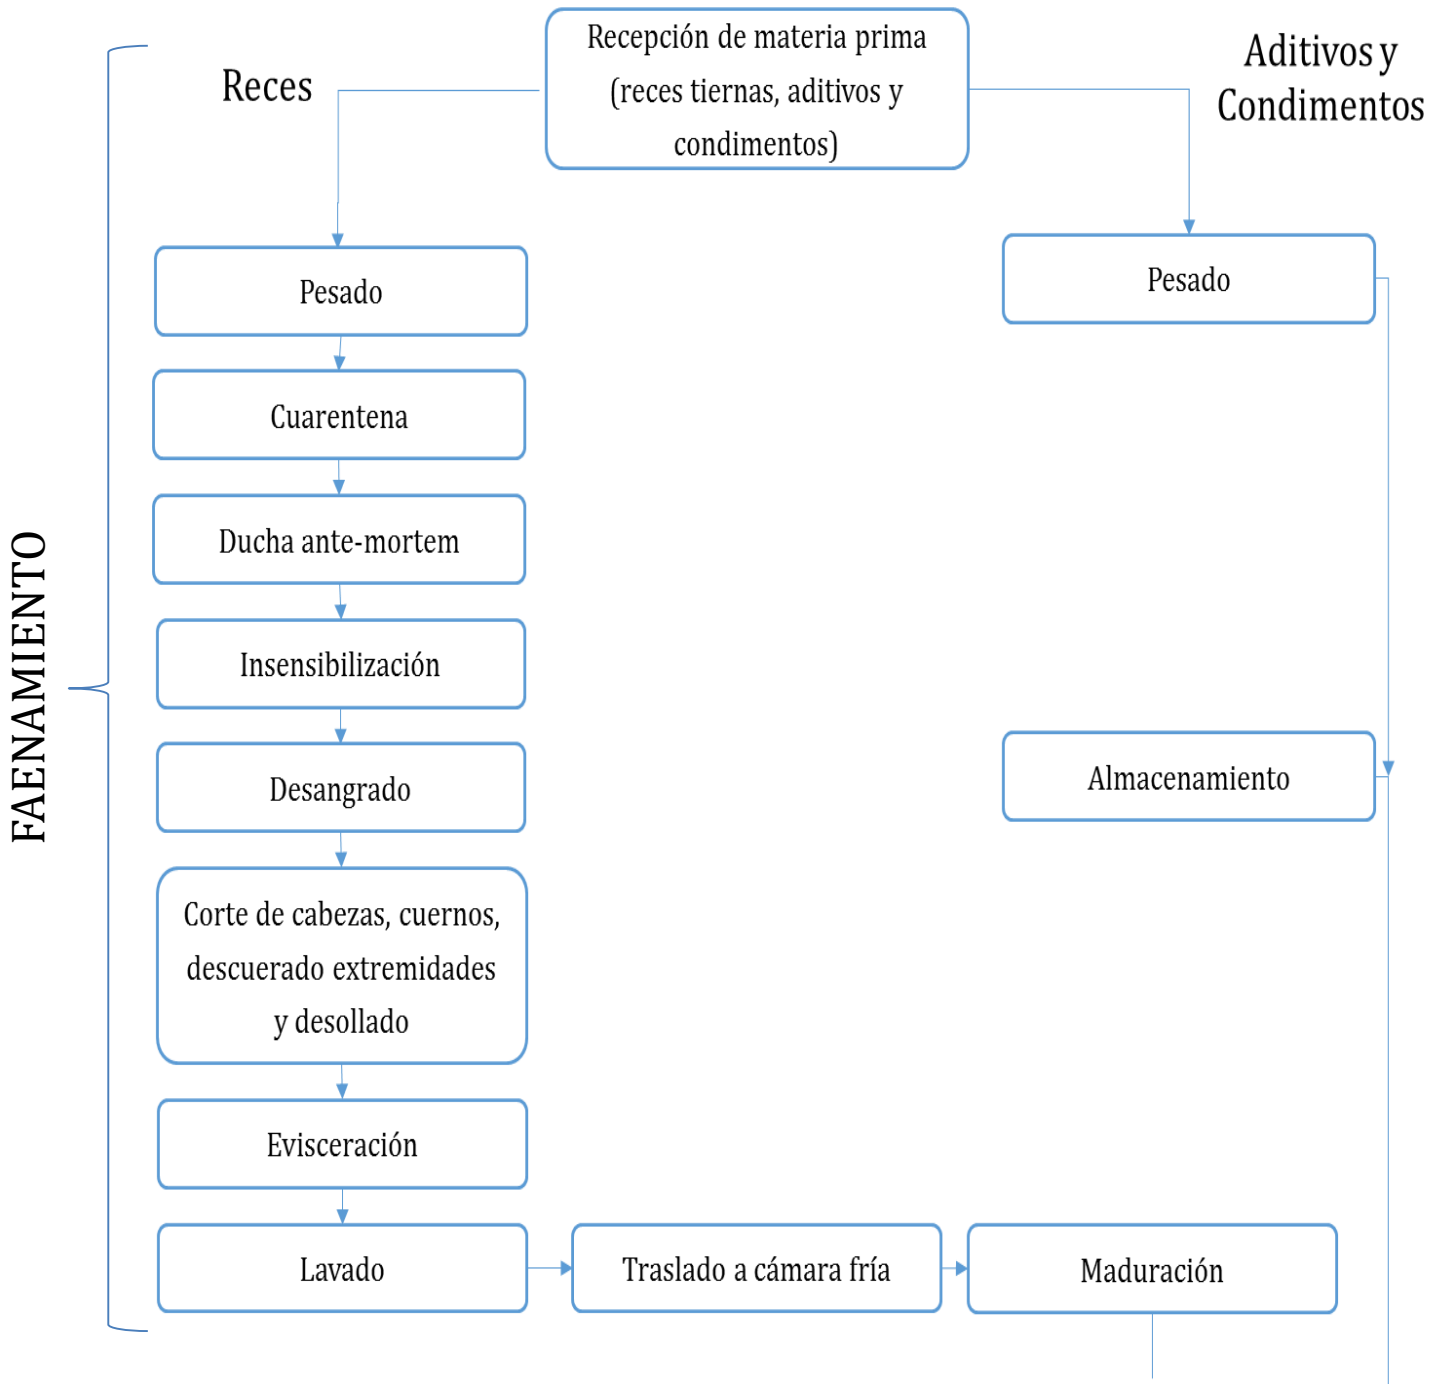 Recepción de materia prima
(reces tiernas, aditivos y
condimentos)
Reces
Aditivos y
Condimentos
Pesado
Pesado
Cuarentena
Ducha ante-mortem
Insensibilización
FAENAMIENTO
Desangrado
Almacenamiento
Corte de cabezas, cuernos,
descuerado extremidades
y desollado
Evisceración
Lavado
Traslado a cámara fría
Maduración